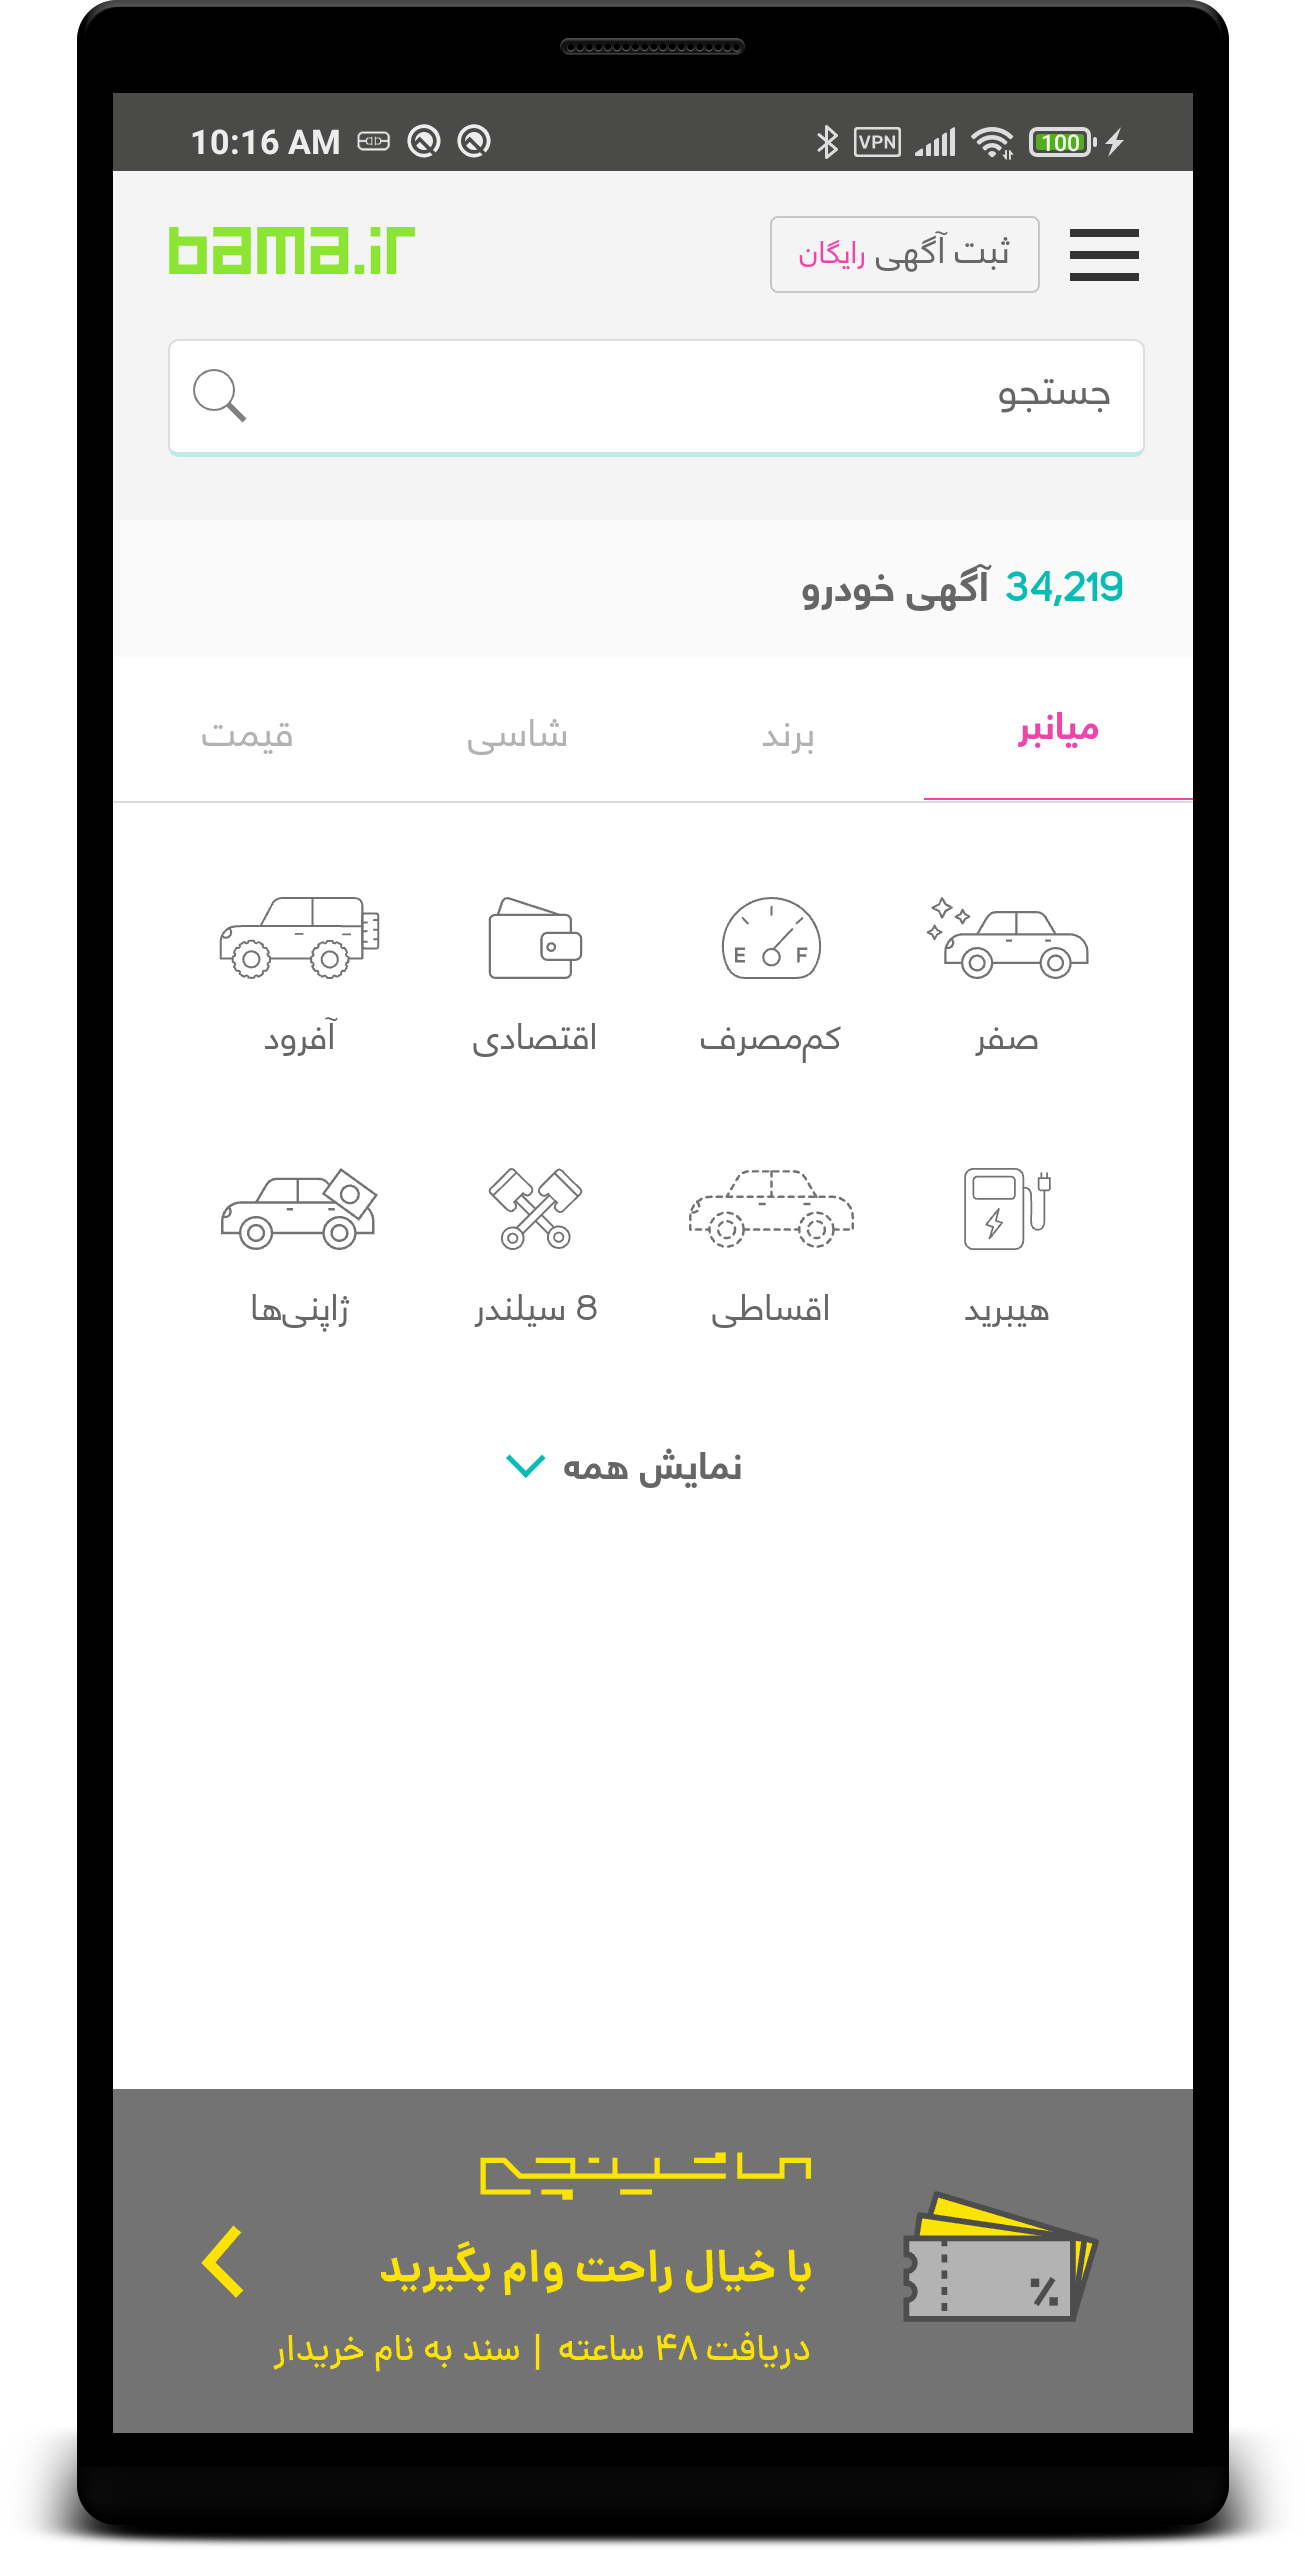 10:16 AM VPN 100
bama.ir ثبت آگهی رایگان
جستجو
34,219 آگهی خودرو
میانبر برند شاسی قیمت
E F
صفر کم‌مصرف اقتصادی آفرود
هیبرید اقساطی 8 سیلندر ژاپنی‌ها
نمایش همه
با خیال راحت وام بگیرید
٪
دریافت ۴۸ ساعته | سند به نام خریدار